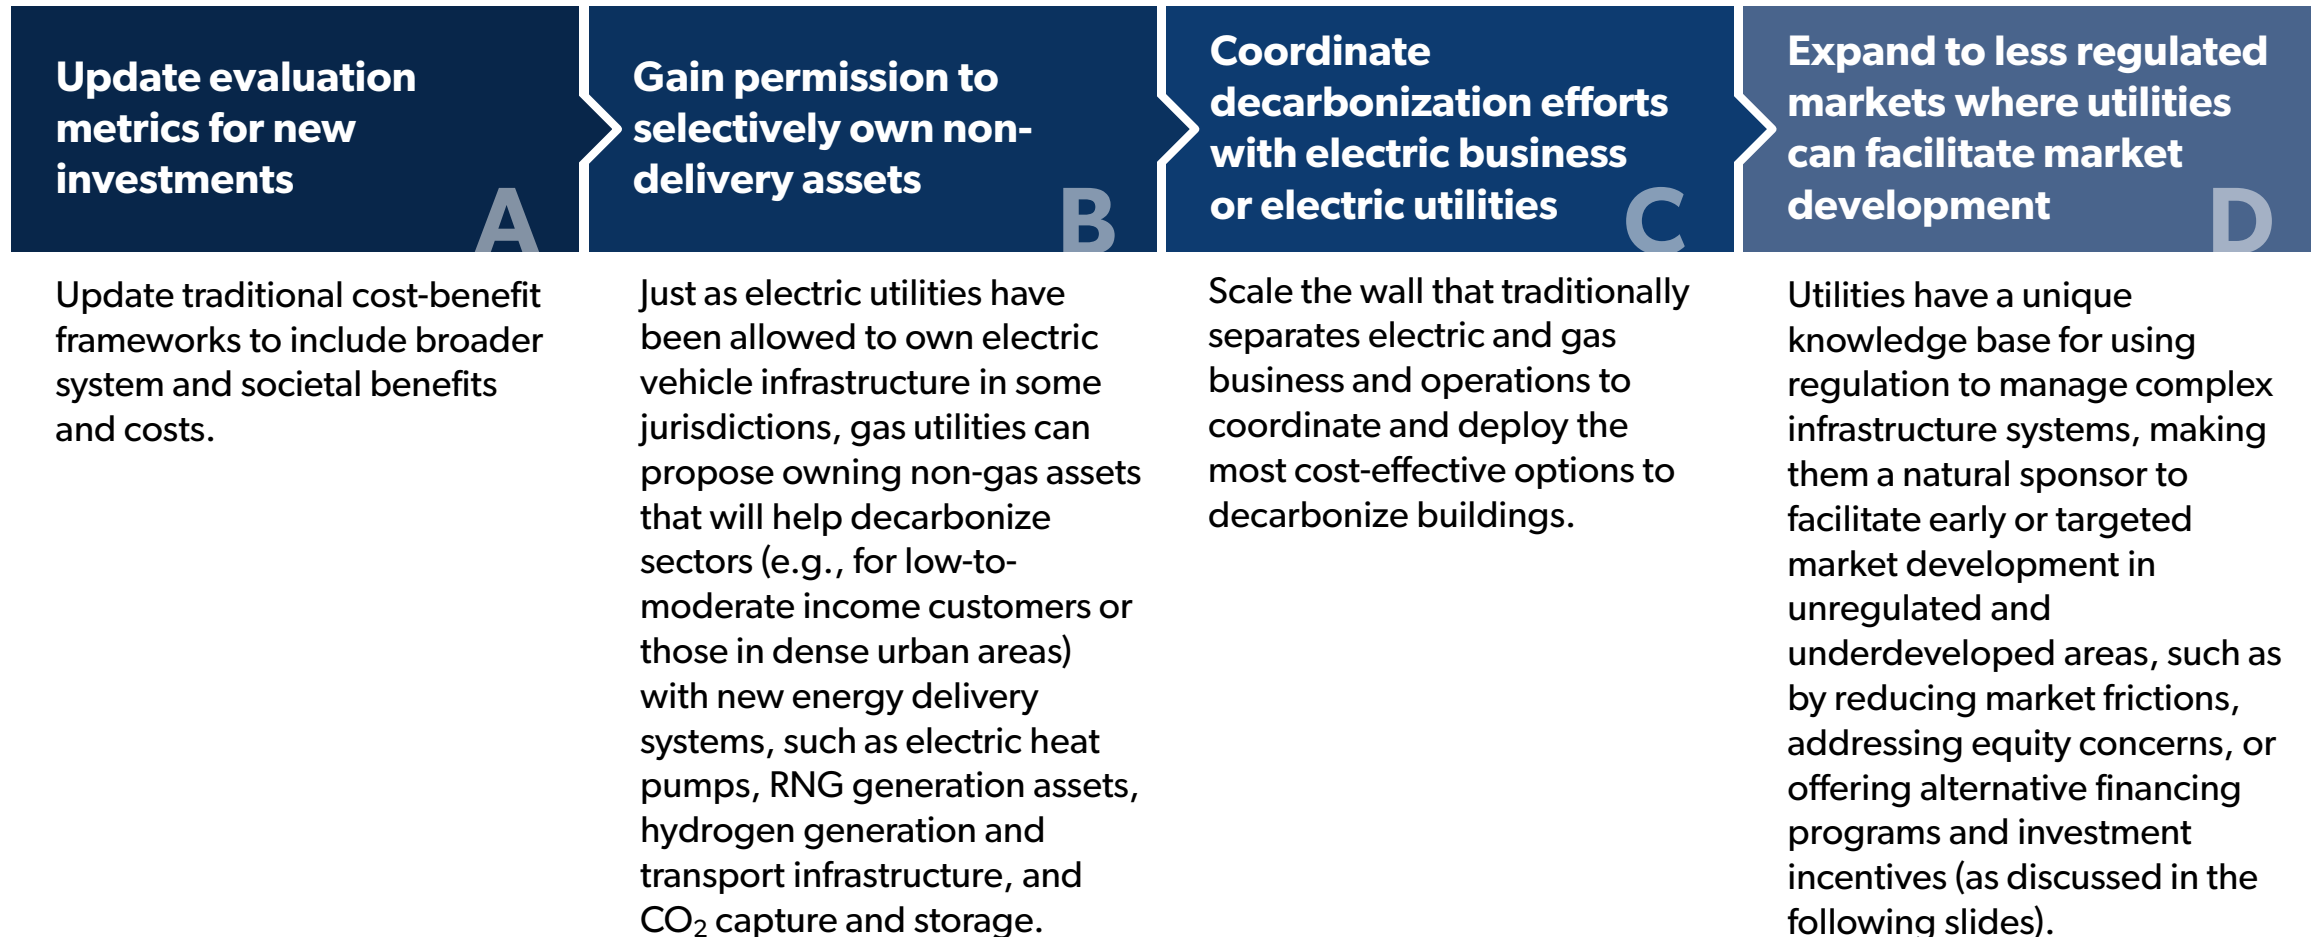 Update evaluation
metrics for new
investments
A
Update traditional cost-benefit
frameworks to include broader
system and societal benefits
and costs.
Gain permission to
selectively own non-
delivery assets
B
Just as electric utilities have
been allowed to own electric
vehicle infrastructure in some
jurisdictions, gas utilities can
propose owning non-gas assets
that will help decarbonize
sectors (e.g., for low-to-
moderate income customers or
those in dense urban areas)
with new energy delivery
systems, such as electric heat
pumps, RNG generation assets,
hydrogen generation and
transport infrastructure, and
CO₂ capture and storage.
Coordinate
decarbonization efforts
with electric business
or electric utilities
C
Scale the wall that traditionally
separates electric and gas
business and operations to
coordinate and deploy the
most cost-effective options to
decarbonize buildings.
Expand to less regulated
markets where utilities
can facilitate market
development
D
Utilities have a unique
knowledge base for using
regulation to manage complex
infrastructure systems, making
them a natural sponsor to
facilitate early or targeted
market development in
unregulated and
underdeveloped areas, such as
by reducing market frictions,
addressing equity concerns, or
offering alternative financing
programs and investment
incentives (as discussed in the
following slides).